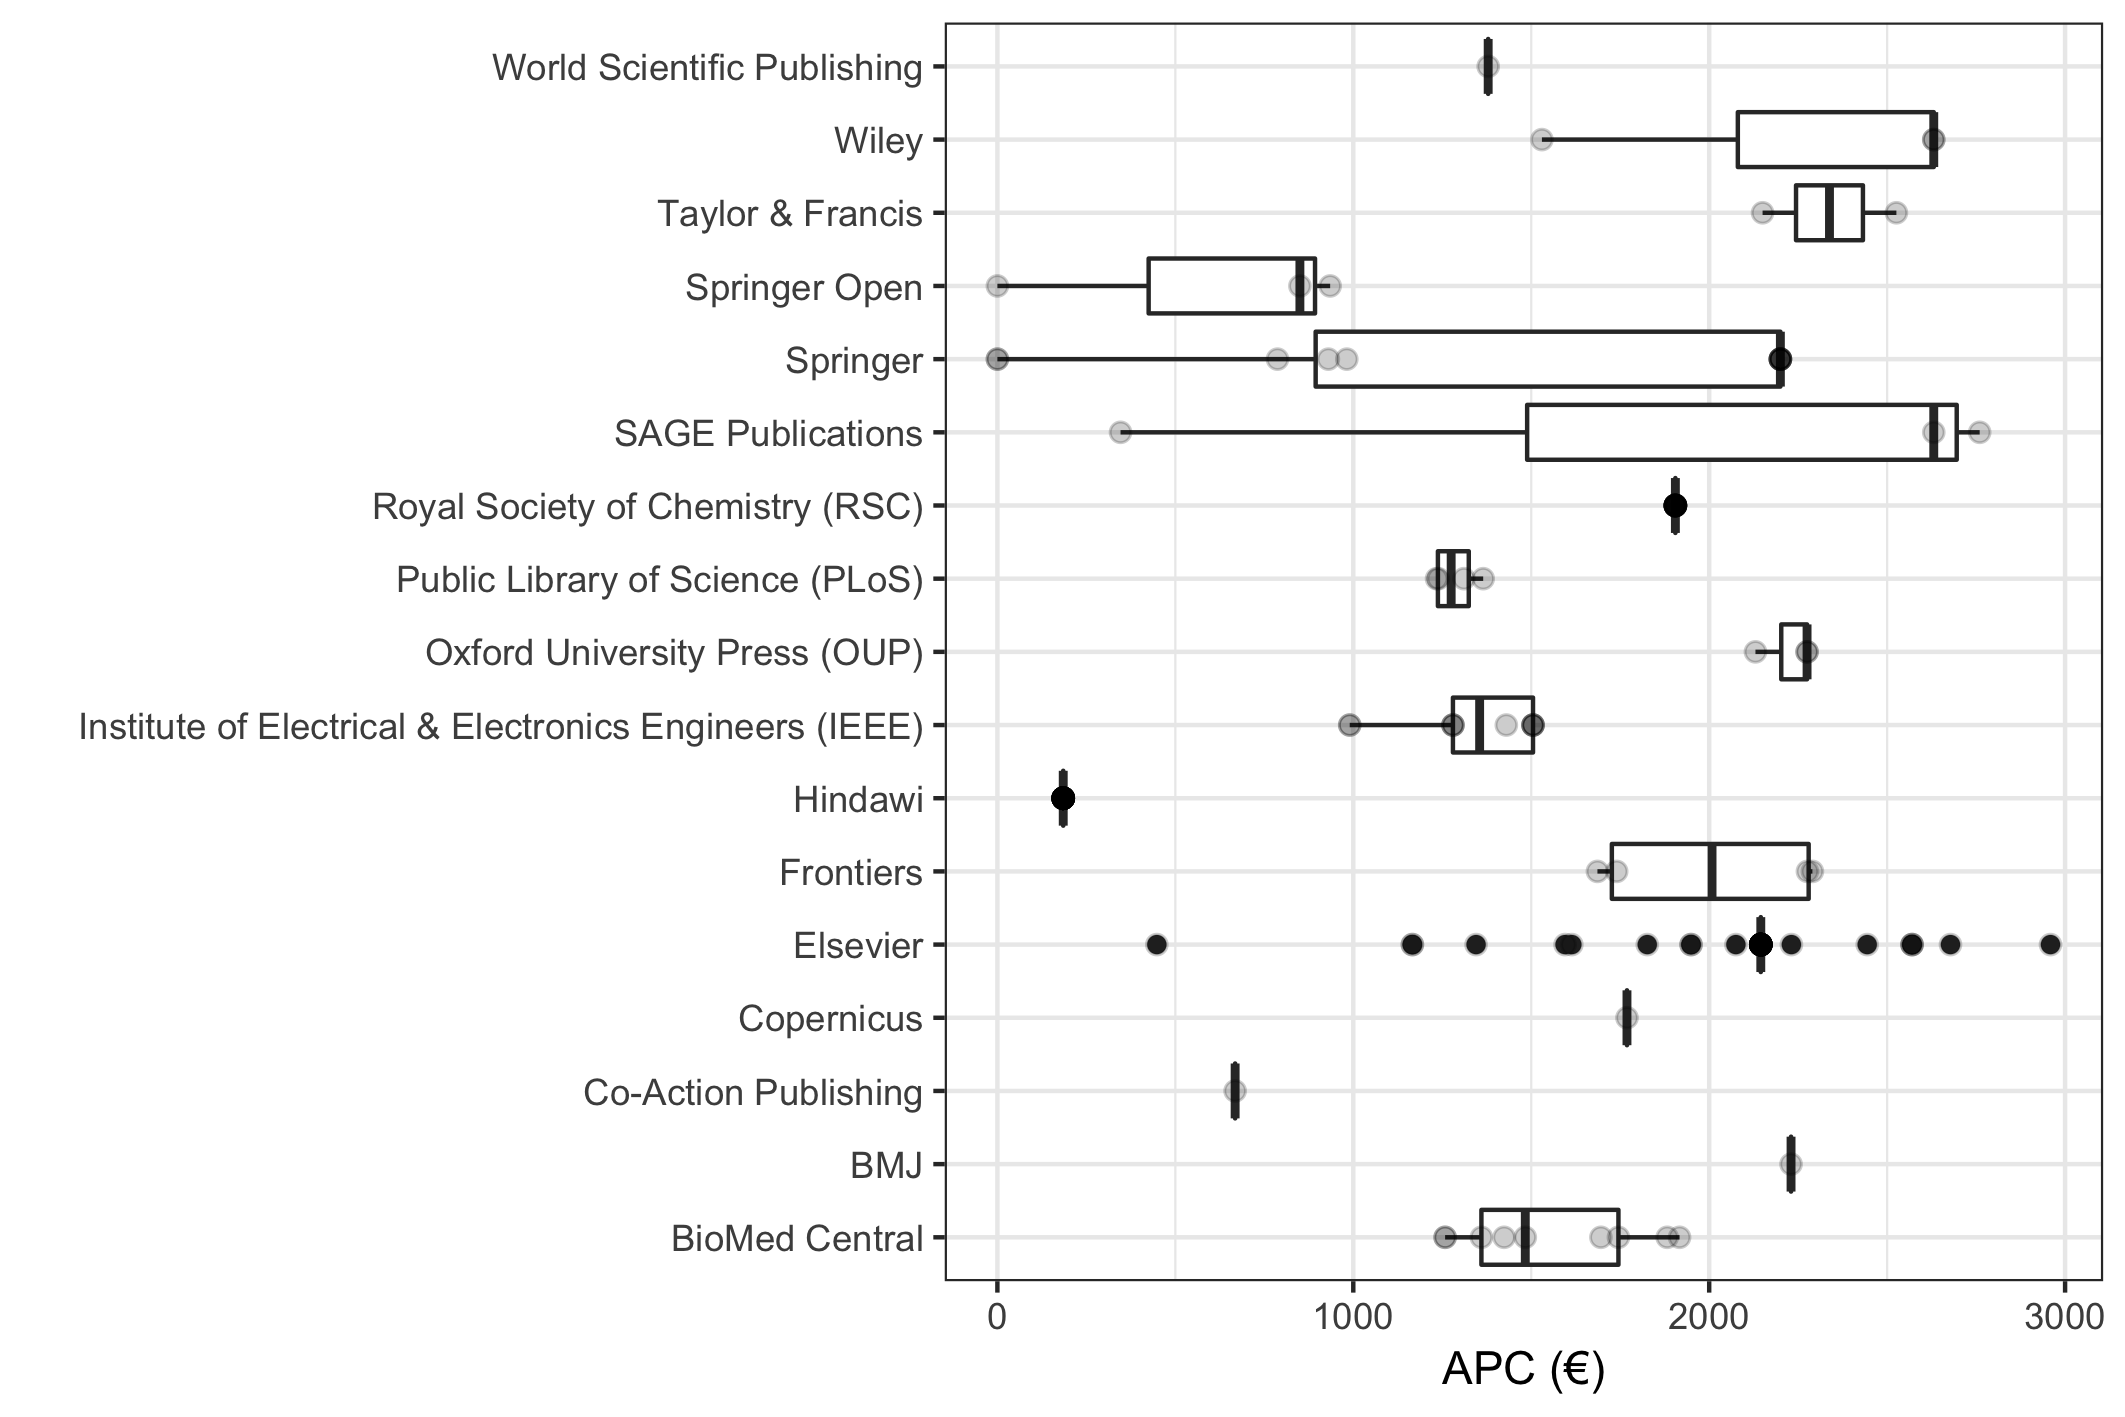 World Scientific Publishing
Wiley
Taylor & Francis
Springer Open
Springer
SAGE Publications
Royal Society of Chemistry (RSC)
Public Library of Science (PLoS)
Oxford University Press (OUP)
Institute of Electrical & Electronics Engineers (IEEE)
Hindawi
Frontiers
Elsevier
Copernicus
Co-Action Publishing
BMJ
BioMed Central
0 1000 2000 3000
APC (€)